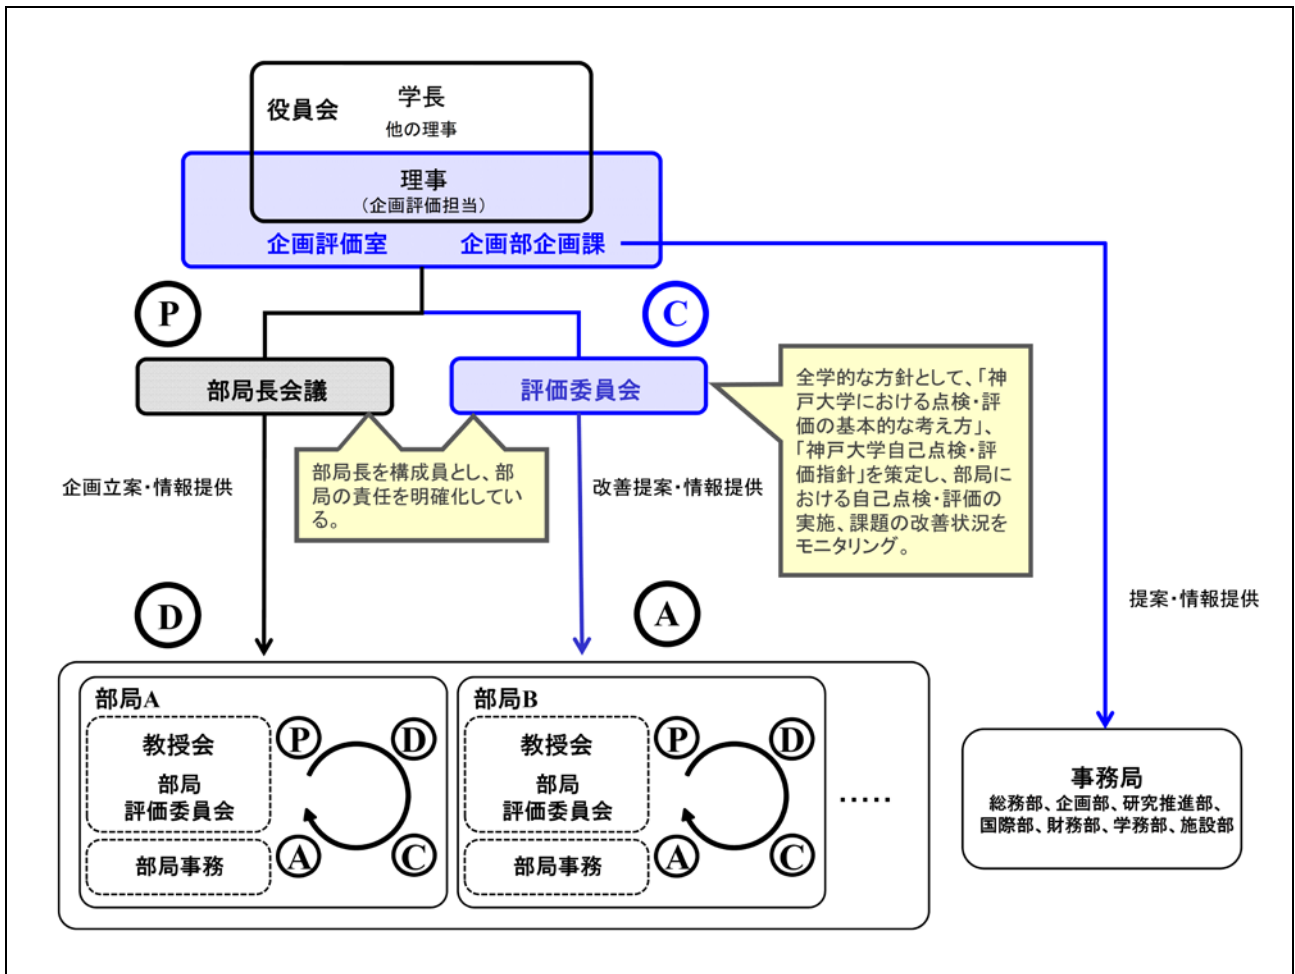 役員会
学長
他の理事
理事
（企画評価担当）
企画評価室
企画部企画課
P
C
部局長会議
評価委員会
全学的な方針として、「神
戸大学における点検・評
価の基本的な考え方」、
「神戸大学自己点検・評
価指針」を策定し、部局に
おける自己点検・評価の
実施、課題の改善状況を
モニタリング。
部局長を構成員とし、部
局の責任を明確化してい
る。
企画立案・情報提供
改善提案・情報提供
提案・情報提供
D
A
部局A
教授会
部局
評価委員会
部局事務
P
D
A
C
部局B
教授会
部局
評価委員会
部局事務
P
D
A
C
・・・・・
事務局
総務部、企画部、研究推進部、
国際部、財務部、学務部、施設部